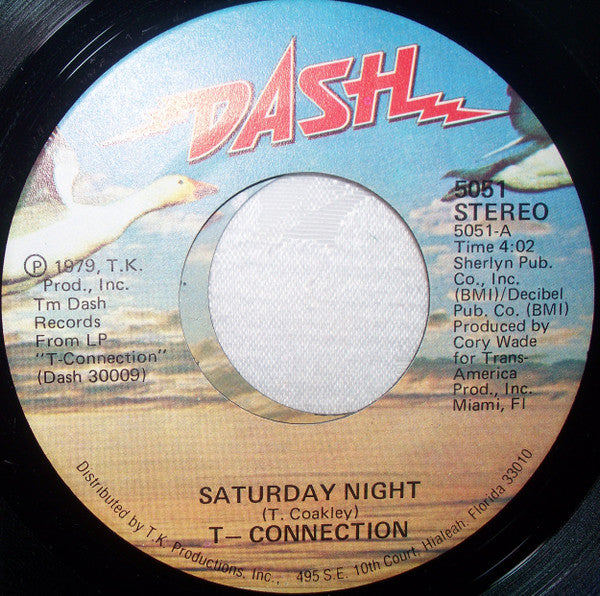 DASH
5051
STEREO
5051-A
Time 4:02
Sherlyn Pub.
Co., Inc.
(BMI)/Decibel
Pub. Co. (BMI)
Produced by
Cory Wade
for Trans-
America
Prod., Inc.
Miami, Fl
Ⓟ 1979, T.K.
Prod., Inc.
Tm Dash
Records
From LP
"T-Connection"
(Dash 30009)
SATURDAY NIGHT
(T. Coakley)
T– CONNECTION
Distributed by T.K. Productions, Inc., 495 S.E. 10th Court, Hialeah, Florida 33010